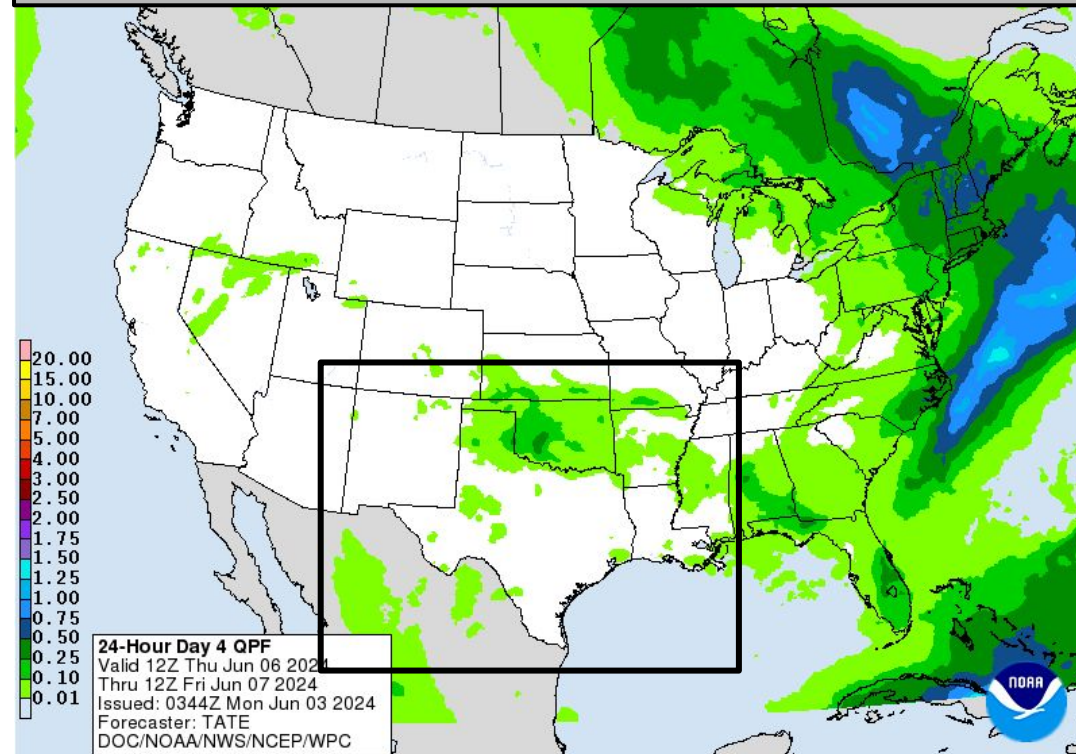 20.00
15.00
10.00
7.00
5.00
4.00
3.00
2.50
2.00
1.75
1.50
1.25
1.00
0.75
0.50
0.25
0.10
0.01
24-Hour Day 4 QPF
Valid 12Z Thu Jun 06 2024
Thru 12Z Fri Jun 07 2024
Issued: 0344Z Mon Jun 03 2024
Forecaster: TATE
DOC/NOAA/NWS/NCEP/WPC
NOAA